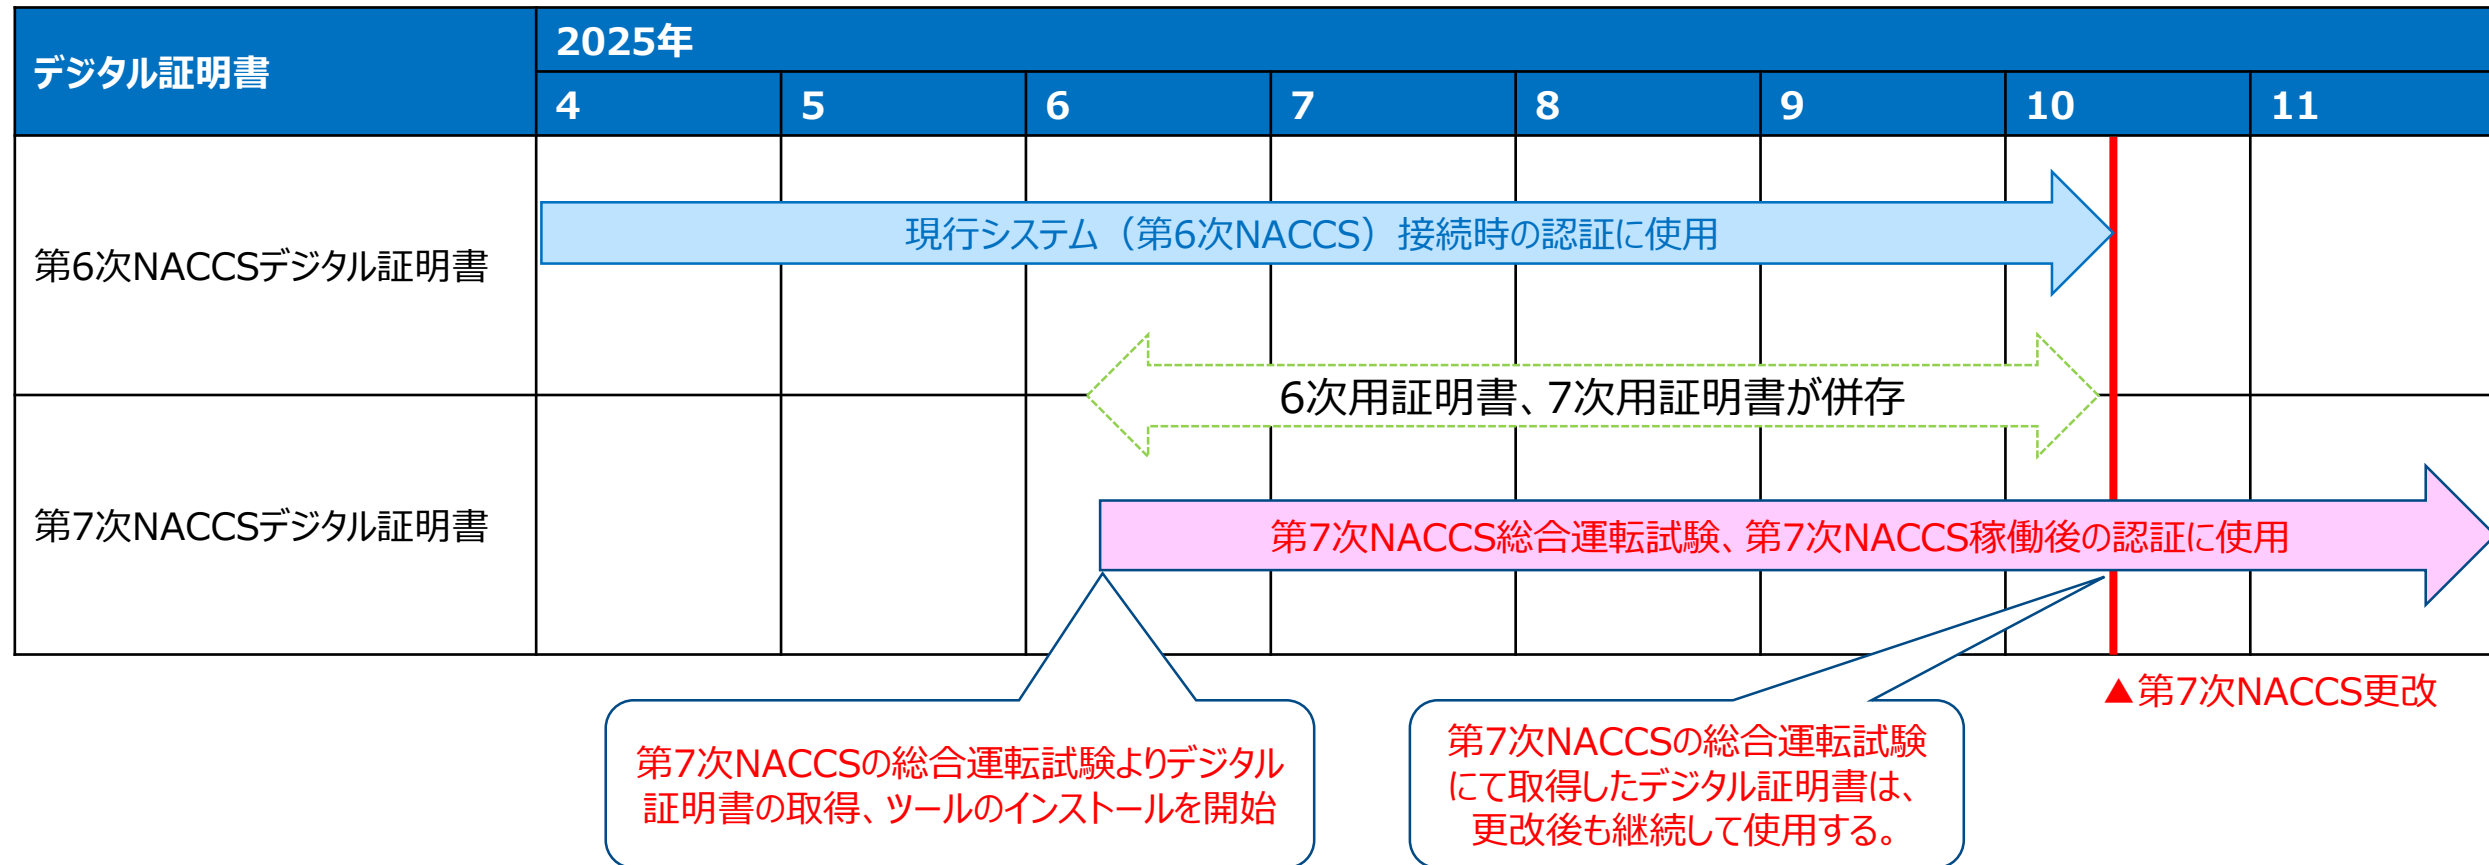 デジタル証明書
2025年
4 5 6 7 8 9 10 11
第6次NACCSデジタル証明書
現行システム（第6次NACCS）接続時の認証に使用
6次用証明書、7次用証明書が併存
第7次NACCSデジタル証明書
第7次NACCS総合運転試験、第7次NACCS稼働後の認証に使用
▲第7次NACCS更改
第7次NACCSの総合運転試験よりデジタル
証明書の取得、ツールのインストールを開始
第7次NACCSの総合運転試験
にて取得したデジタル証明書は、
更改後も継続して使用する。